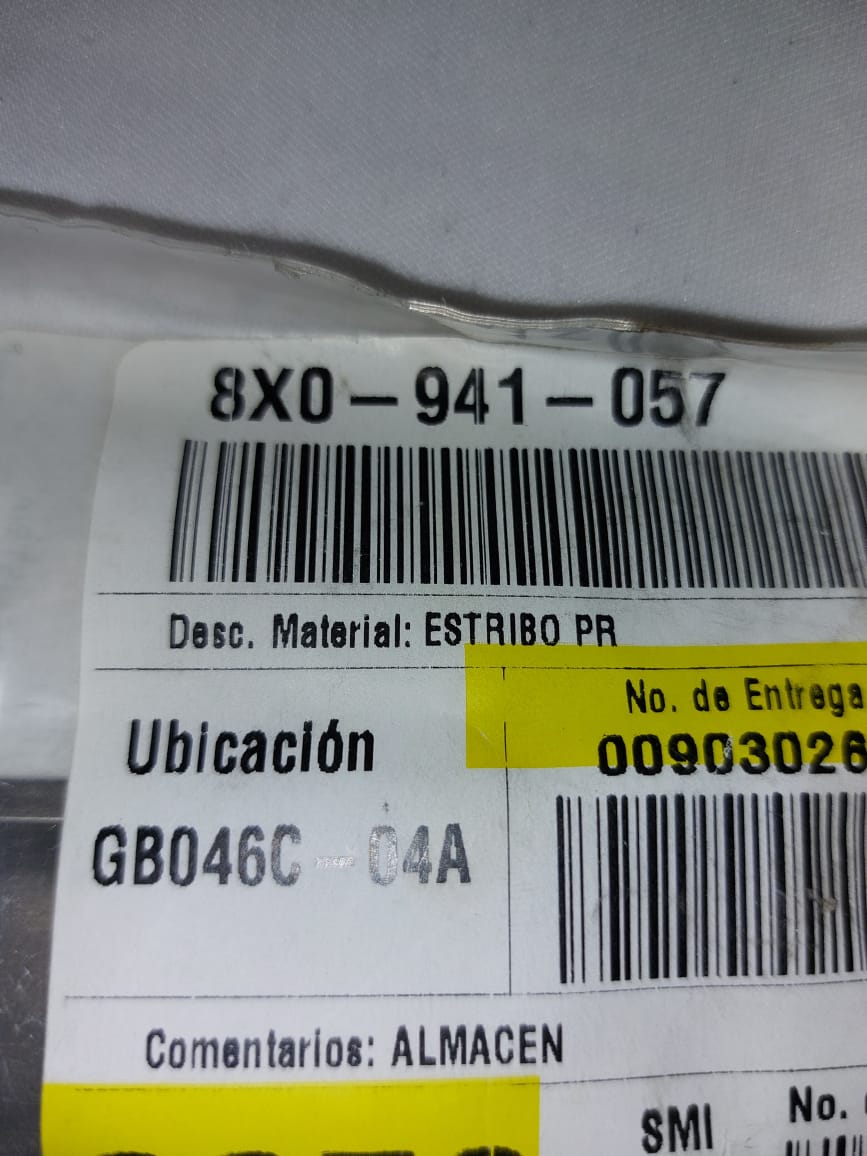 8X0-941-057
Desc. Material: ESTRIBO PR
No. de Entrega
Ubicación
00903026
GB046C-04A
Comentarios: ALMACEN
SMI
No.